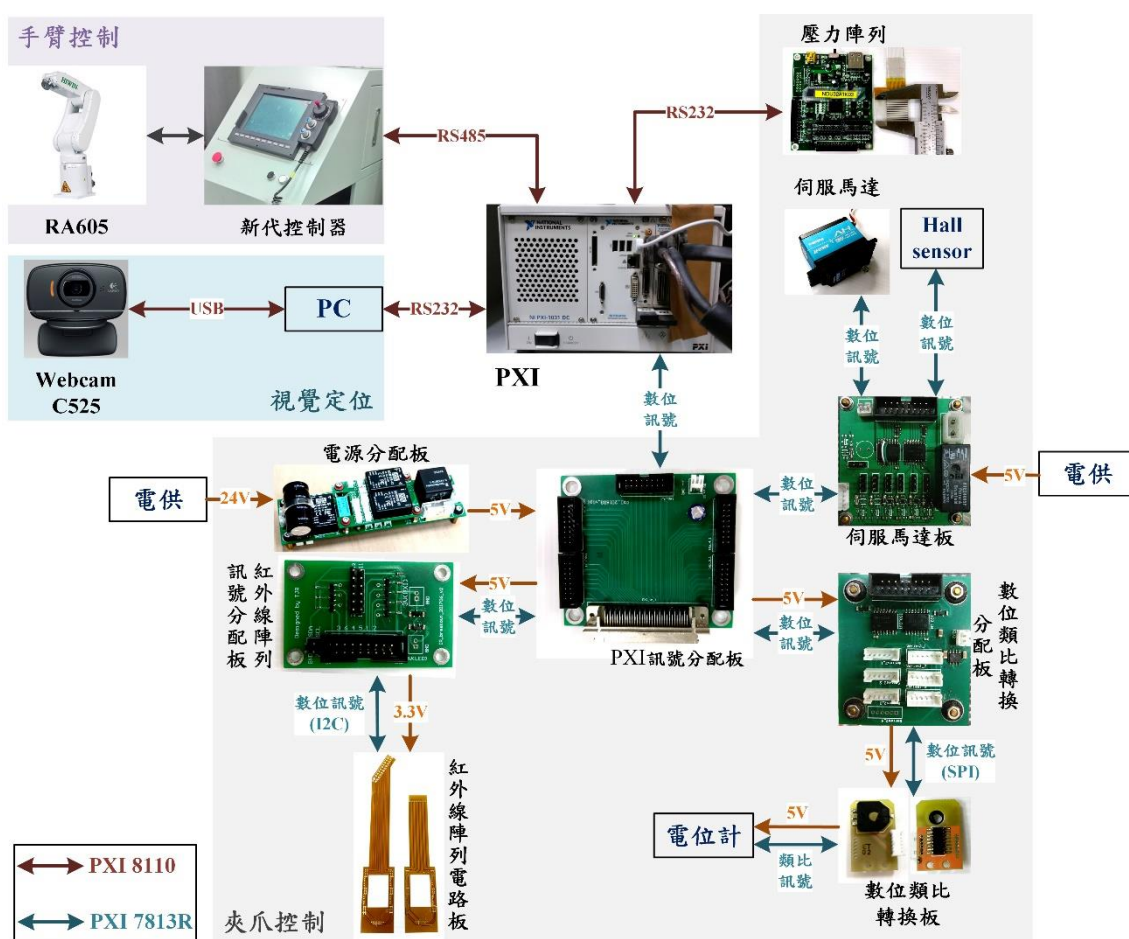 手臂控制
RA605
新代控制器
RS485
RS232
壓力陣列
NATIONAL INSTRUMENTS
NI PXI-1031 DC
PXI
PXI
伺服馬達
Hall
sensor
Webcam
C525
USB
PC
RS232
視覺定位
數位
訊號
數位
訊號
數位
訊號
電源分配板
電供
24V
5V
數位
訊號
5V
電供
伺服馬達板
紅外線陣列
訊號分配板
5V
數位
訊號
PXI訊號分配板
5V
數位
訊號
數位類比轉換
分配板
數位訊號
(I2C)
3.3V
紅外線陣列電路板
5V
數位訊號
(SPI)
電位計
5V
類比
訊號
數位類比
轉換板
PXI 8110
PXI 7813R
夾爪控制